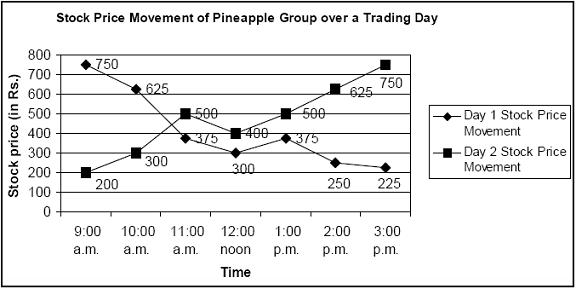 Stock Price Movement of Pineapple Group over a Trading Day
Stock price (in Rs.)
800
700
600
500
400
300
200
100
0
750
625
375
300
375
250
225
200
300
500
400
500
625
750
9:00 a.m.
10:00 a.m.
11:00 a.m.
12:00 noon
1:00 p.m.
2:00 p.m.
3:00 p.m.
Time
Day 1 Stock Price
Movement
Day 2 Stock Price
Movement